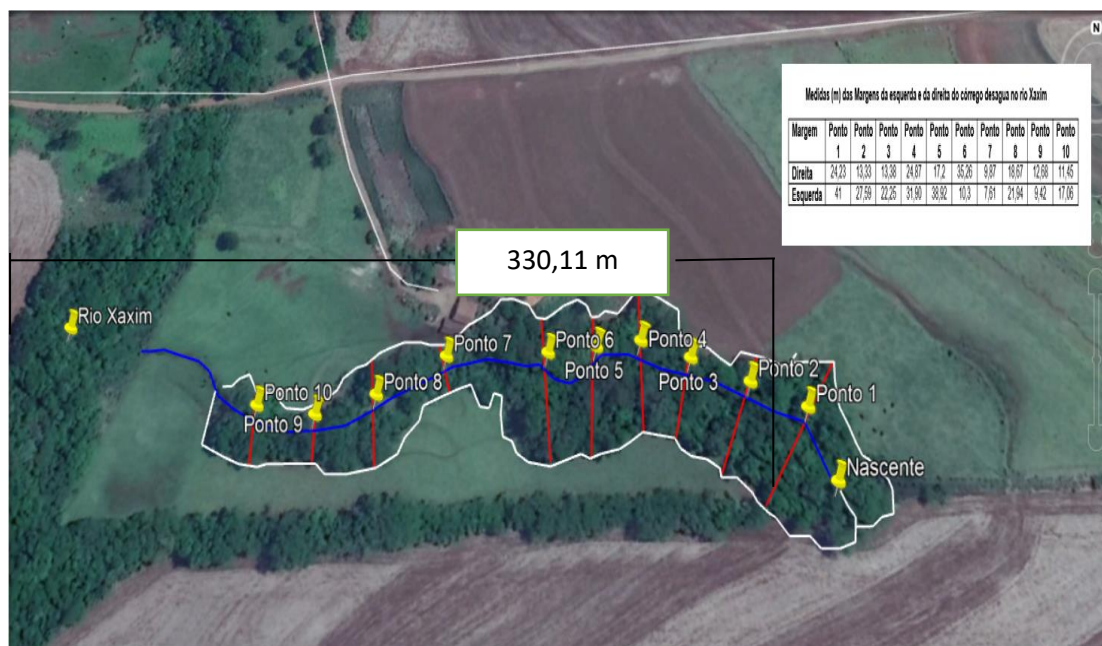 N
Medidas (m) das Margens da esquerda e da direita do córrego desagua no rio Xaxim
Margem Ponto 1 Ponto 2 Ponto 3 Ponto 4 Ponto 5 Ponto 6 Ponto 7 Ponto 8 Ponto 9 Ponto 10
Direita 24,23 13,33 13,38 24,87 17,2 35,26 9,87 18,67 12,68 11,45
Esquerda 41 27,59 22,25 31,90 38,92 10,3 7,61 21,94 9,42 17,06
330,11 m
Rio Xaxim
Ponto 7
Ponto 6
Ponto 4
Ponto 5
Ponto 2
Ponto 3
Ponto 8
Ponto 10
Ponto 1
Ponto 9
Nascente